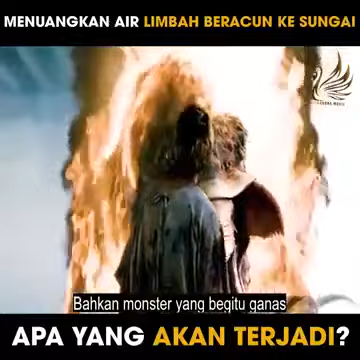 MENUANGKAN AIR LIMBAH BERACUN KE SUNGAI
Bahkan monster yang begitu ganas
APA YANG AKAN TERJADI?